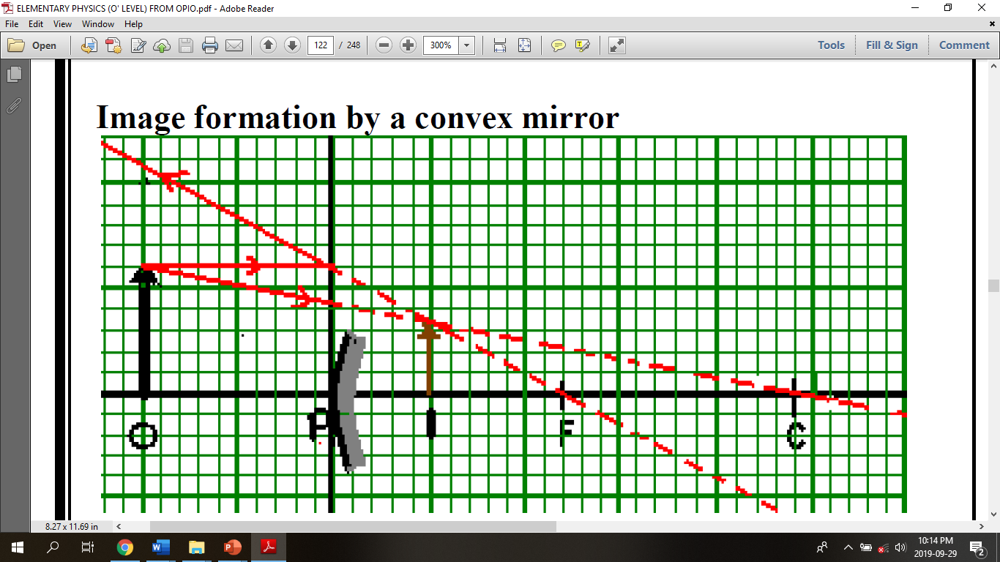 ELEMENTARY PHYSICS (O' LEVEL) FROM OPIO.pdf - Adobe Reader
File Edit View Window Help
Open 122 / 248 300% Tools Fill & Sign Comment
Image formation by a convex mirror
O P I F C
8.27 x 11.69 in
10:14 PM
2019-09-29
2